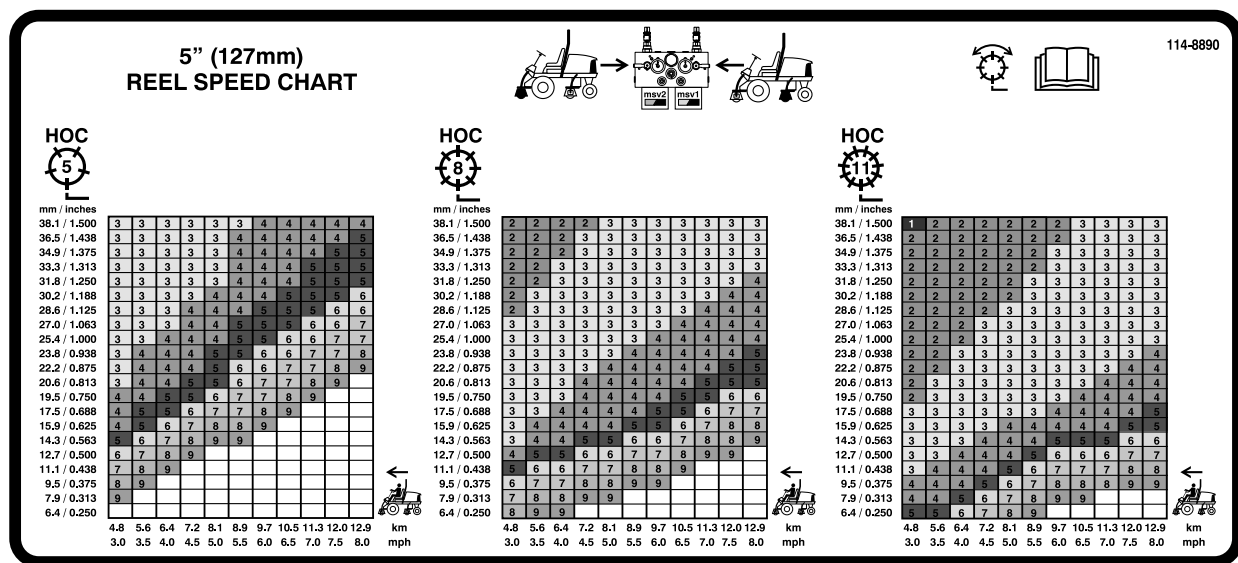 114-8890
5” (127mm)
REEL SPEED CHART
msv2 msv1
HOC
5
mm / inches
38.1 / 1.500 3 3 3 3 3 3 4 4 4 4 4
36.5 / 1.438 3 3 3 3 3 4 4 4 4 4 5
34.9 / 1.375 3 3 3 3 3 4 4 4 4 5 5
33.3 / 1.313 3 3 3 3 3 4 4 4 5 5 5
31.8 / 1.250 3 3 3 3 3 4 4 4 5 5 5
30.2 / 1.188 3 3 3 3 4 4 4 5 5 5 6
28.6 / 1.125 3 3 3 4 4 4 5 5 5 6 6
27.0 / 1.063 3 3 3 4 4 5 5 5 6 6 7
25.4 / 1.000 3 3 4 4 4 5 5 6 6 7 7
23.8 / 0.938 3 4 4 4 5 5 6 6 7 7 8
22.2 / 0.875 3 4 4 4 5 6 6 7 7 8 9
20.6 / 0.813 3 4 4 5 5 6 7 7 8 9
19.5 / 0.750 4 4 5 5 6 7 7 8 9
17.5 / 0.688 4 5 5 6 7 7 8 9
15.9 / 0.625 4 5 6 7 7 8 9
14.3 / 0.563 5 6 7 8 9 9
12.7 / 0.500 6 7 8 9
11.1 / 0.438 7 8 9
9.5 / 0.375 8 9
7.9 / 0.313 9
6.4 / 0.250
4.8 5.6 6.4 7.2 8.1 8.9 9.7 10.5 11.3 12.0 12.9 km
3.0 3.5 4.0 4.5 5.0 5.5 6.0 6.5 7.0 7.5 8.0 mph
HOC
8
mm / inches
38.1 / 1.500 2 2 2 2 3 3 3 3 3 3 3
36.5 / 1.438 2 2 2 3 3 3 3 3 3 3 3
34.9 / 1.375 2 2 2 3 3 3 3 3 3 3 3
33.3 / 1.313 2 2 3 3 3 3 3 3 3 3 3
31.8 / 1.250 2 2 3 3 3 3 3 3 3 3 4
30.2 / 1.188 2 3 3 3 3 3 3 3 3 4 4
28.6 / 1.125 2 3 3 3 3 3 3 3 4 4 4
27.0 / 1.063 3 3 3 3 3 3 3 4 4 4 4
25.4 / 1.000 3 3 3 3 3 3 3 4 4 4 4
23.8 / 0.938 3 3 3 3 3 4 4 4 4 4 5
22.2 / 0.875 3 3 3 3 4 4 4 4 4 5 5
20.6 / 0.813 3 3 3 3 4 4 4 4 5 5 5
19.5 / 0.750 3 3 3 4 4 4 4 5 5 6 6
17.5 / 0.688 3 3 4 4 4 4 5 5 6 6 7
15.9 / 0.625 3 3 4 4 4 5 5 6 7 7 8
14.3 / 0.563 3 4 4 5 5 6 6 7 8 8 9
12.7 / 0.500 4 5 5 6 6 7 8 8 9
11.1 / 0.438 5 6 6 7 7 8 8 9
9.5 / 0.375 6 7 7 8 8 9 9
7.9 / 0.313 7 8 8 9
6.4 / 0.250 8 9 9
4.8 5.6 6.4 7.2 8.1 8.9 9.7 10.5 11.3 12.0 12.9 km
3.0 3.5 4.0 4.5 5.0 5.5 6.0 6.5 7.0 7.5 8.0 mph
HOC
11
mm / inches
38.1 / 1.500 1 2 2 2 2 2 2 3 3 3 3
36.5 / 1.438 2 2 2 2 2 2 2 3 3 3 3
34.9 / 1.375 2 2 2 2 2 2 3 3 3 3 3
33.3 / 1.313 2 2 2 2 2 2 3 3 3 3 3
31.8 / 1.250 2 2 2 2 2 3 3 3 3 3 3
30.2 / 1.188 2 2 2 2 2 3 3 3 3 3 3
28.6 / 1.125 2 2 2 2 3 3 3 3 3 3 3
27.0 / 1.063 2 2 2 3 3 3 3 3 3 3 3
25.4 / 1.000 2 2 2 3 3 3 3 3 3 3 3
23.8 / 0.938 2 2 3 3 3 3 3 3 3 3 4
22.2 / 0.875 2 2 3 3 3 3 3 3 3 4 4
20.6 / 0.813 2 3 3 3 3 3 3 3 4 4 4
19.5 / 0.750 2 3 3 3 3 3 3 4 4 4 4
17.5 / 0.688 3 3 3 3 3 3 4 4 4 4 5
15.9 / 0.625 3 3 3 3 3 4 4 4 4 5 5
14.3 / 0.563 3 3 3 4 4 4 5 5 5 6 6
12.7 / 0.500 3 3 4 4 4 5 6 6 6 7 7
11.1 / 0.438 3 4 4 4 5 6 6 7 7 8 8
9.5 / 0.375 3 4 4 5 6 7 7 8 8 9 9
7.9 / 0.313 4 4 5 6 7 8 9 9
6.4 / 0.250 5 5 6 7 8 9
4.8 5.6 6.4 7.2 8.1 8.9 9.7 10.5 11.3 12.0 12.9 km
3.0 3.5 4.0 4.5 5.0 5.5 6.0 6.5 7.0 7.5 8.0 mph